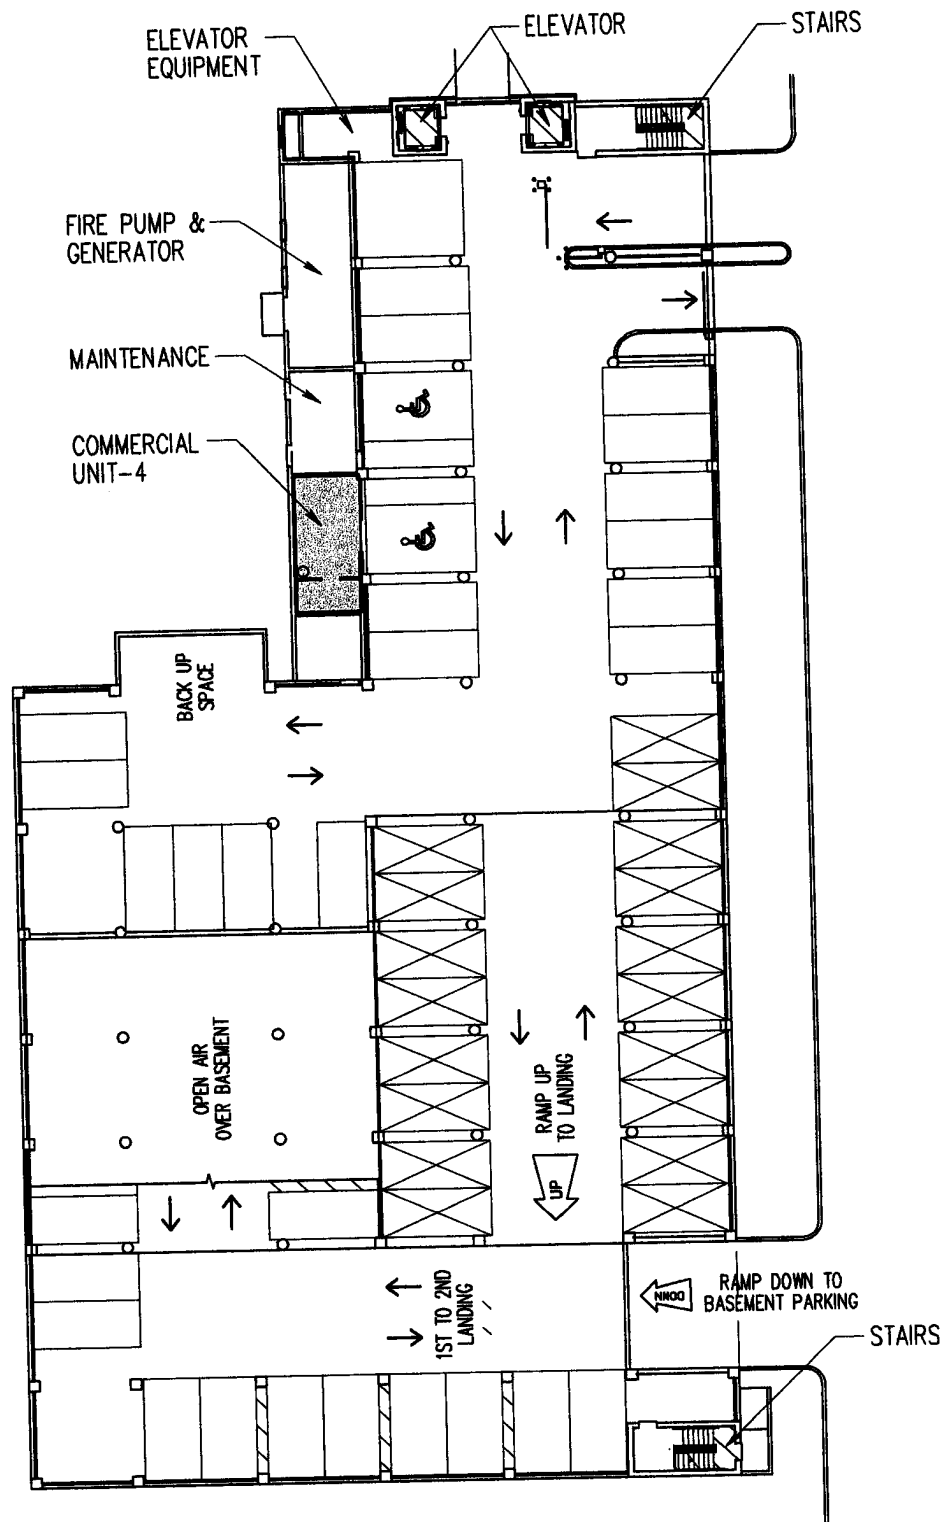 ELEVATOR
EQUIPMENT
ELEVATOR
STAIRS
FIRE PUMP &
GENERATOR
MAINTENANCE
COMMERCIAL
UNIT-4
BACK UP
SPACE
OPEN AIR
OVER BASEMENT
RAMP UP
TO LANDING
UP
1ST TO 2ND
LANDING
DOWN
RAMP DOWN TO
BASEMENT PARKING
STAIRS